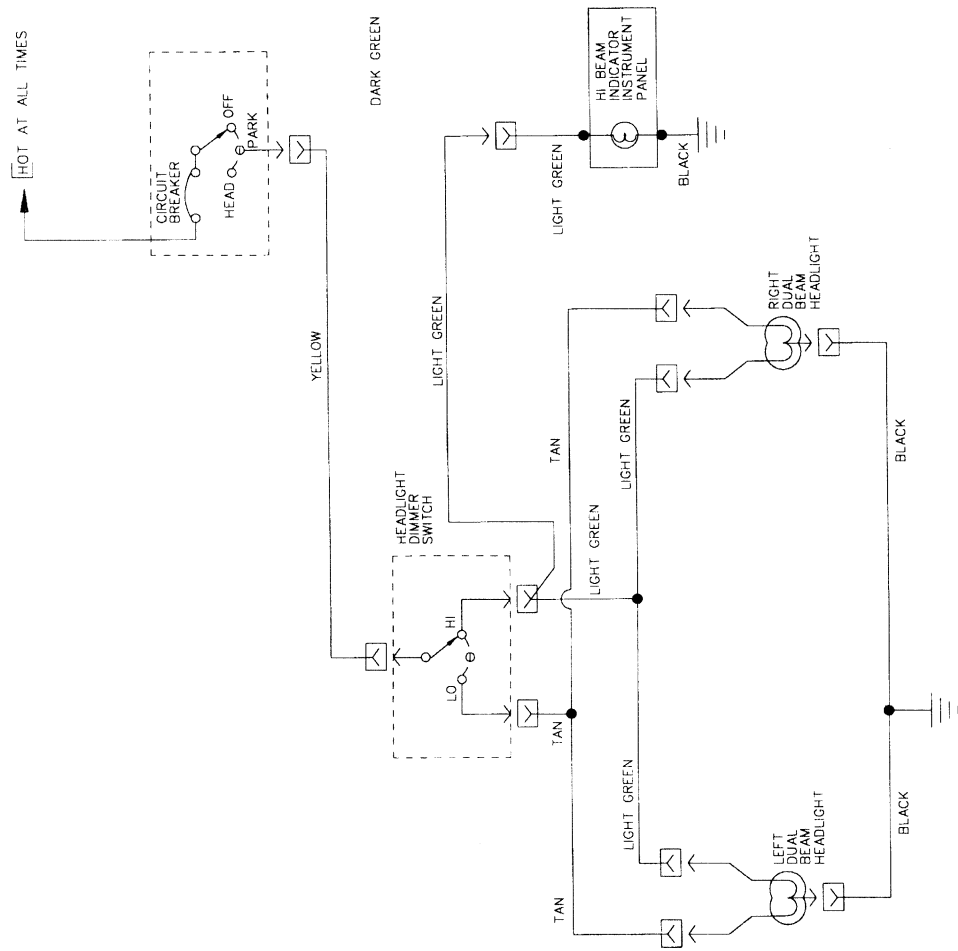 HOT AT ALL TIMES
CIRCUIT
BREAKER
OFF
PARK
HEAD
DARK GREEN
YELLOW
LIGHT GREEN
HI BEAM
INDICATOR
INSTRUMENT
PANEL
LIGHT GREEN
BLACK
HEADLIGHT
DIMMER
SWITCH
HI
LO
TAN
LIGHT GREEN
TAN
LIGHT GREEN
RIGHT
DUAL
BEAM
HEADLIGHT
TAN
LIGHT GREEN
LEFT
DUAL
BEAM
HEADLIGHT
BLACK
BLACK